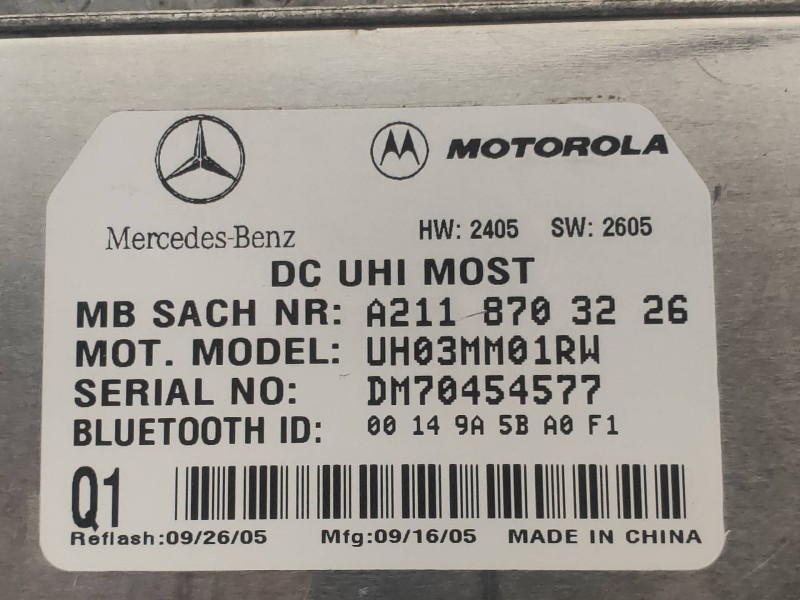 MOTOROLA
Mercedes-Benz HW: 2405 SW: 2605
DC UHI MOST
MB SACH NR: A211 870 32 26
MOT. MODEL: UH03MM01RW
SERIAL NO: DM70454577
BLUETOOTH ID: 00 14 9A 5B A0 F1
Q1
Reflash:09/26/05 Mfg:09/16/05 MADE IN CHINA